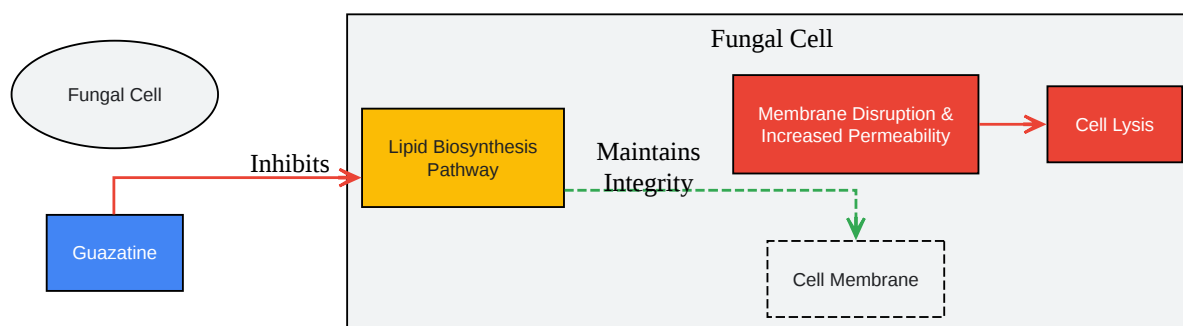 Fungal Cell
Fungal Cell
Membrane Disruption &
Increased Permeability
Cell Lysis
Inhibits
Lipid Biosynthesis
Pathway
Maintains
Integrity
Guazatine
Cell Membrane